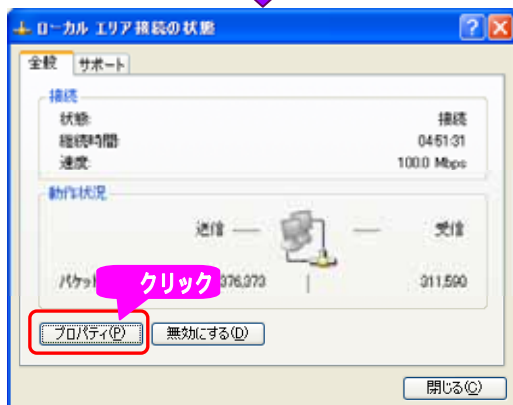 ローカル エリア接続の状態
全般 サポート
接続
状態: 接続
継続時間: 04:51:31
速度: 100.0 Mbps
動作状況
送信 受信
パケット 376,373 311,590
クリック
プロパティ(P) 無効にする(D)
閉じる(C)